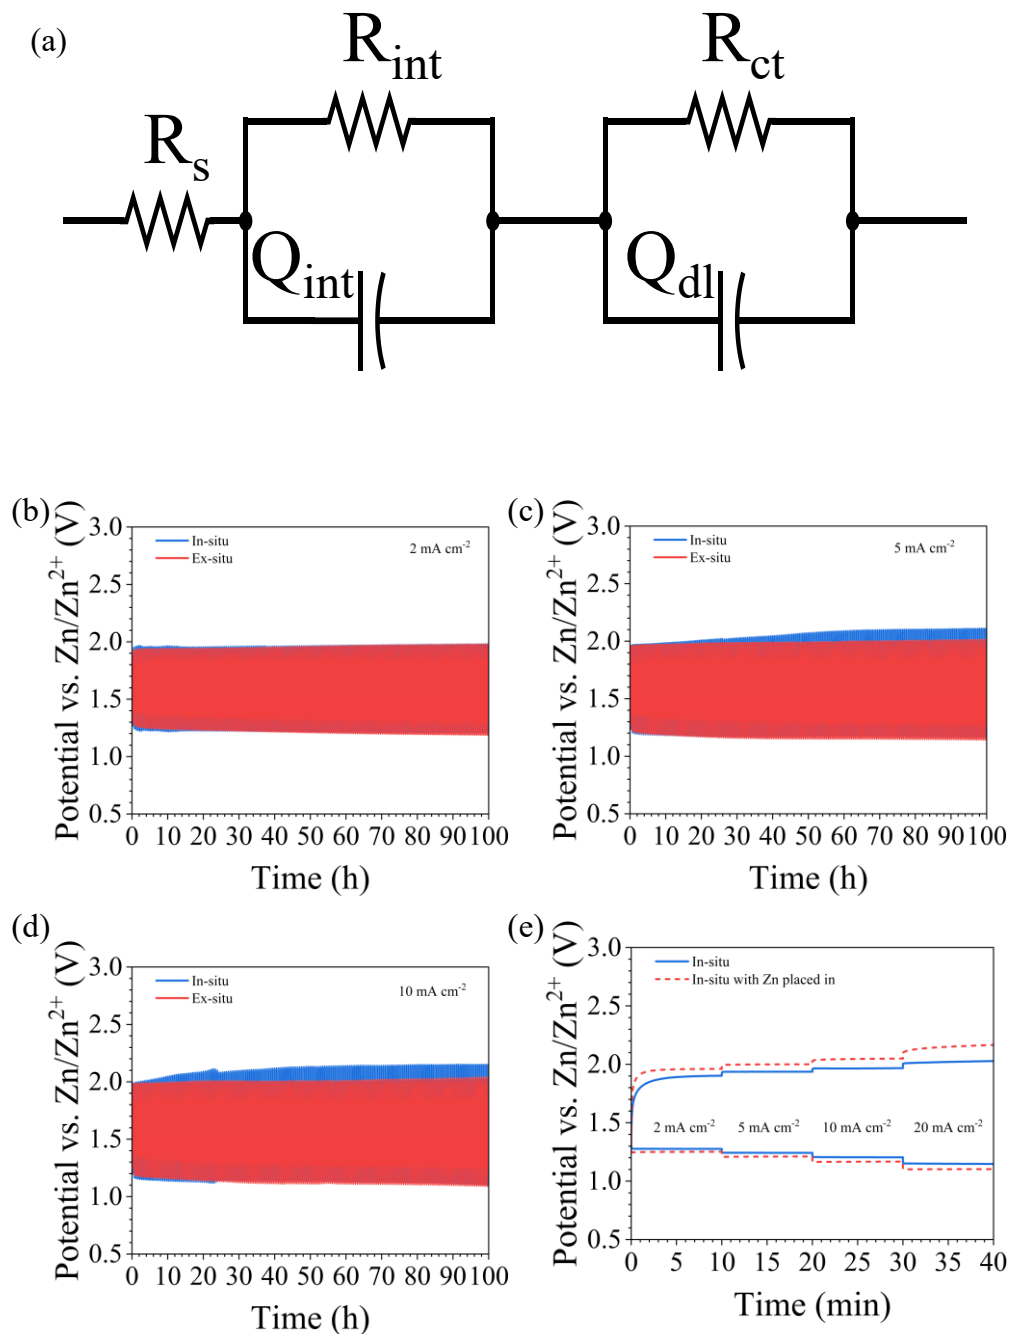 (a)
R_int
R_ct
R_s
Q_int
Q_dl
(b)
Potential vs. Zn/Zn²⁺ (V)
3.0
2.5
2.0
1.5
1.0
0.5
In-situ
Ex-situ
2 mA cm⁻²
0 10 20 30 40 50 60 70 80 90 100
Time (h)
(c)
Potential vs. Zn/Zn²⁺ (V)
3.0
2.5
2.0
1.5
1.0
0.5
In-situ
Ex-situ
5 mA cm⁻²
0 10 20 30 40 50 60 70 80 90 100
Time (h)
(d)
Potential vs. Zn/Zn²⁺ (V)
3.0
2.5
2.0
1.5
1.0
0.5
In-situ
Ex-situ
10 mA cm⁻²
0 10 20 30 40 50 60 70 80 90 100
Time (h)
(e)
Potential vs. Zn/Zn²⁺ (V)
3.0
2.5
2.0
1.5
1.0
0.5
In-situ
In-situ with Zn placed in
2 mA cm⁻² 5 mA cm⁻² 10 mA cm⁻² 20 mA cm⁻²
0 5 10 15 20 25 30 35 40
Time (min)